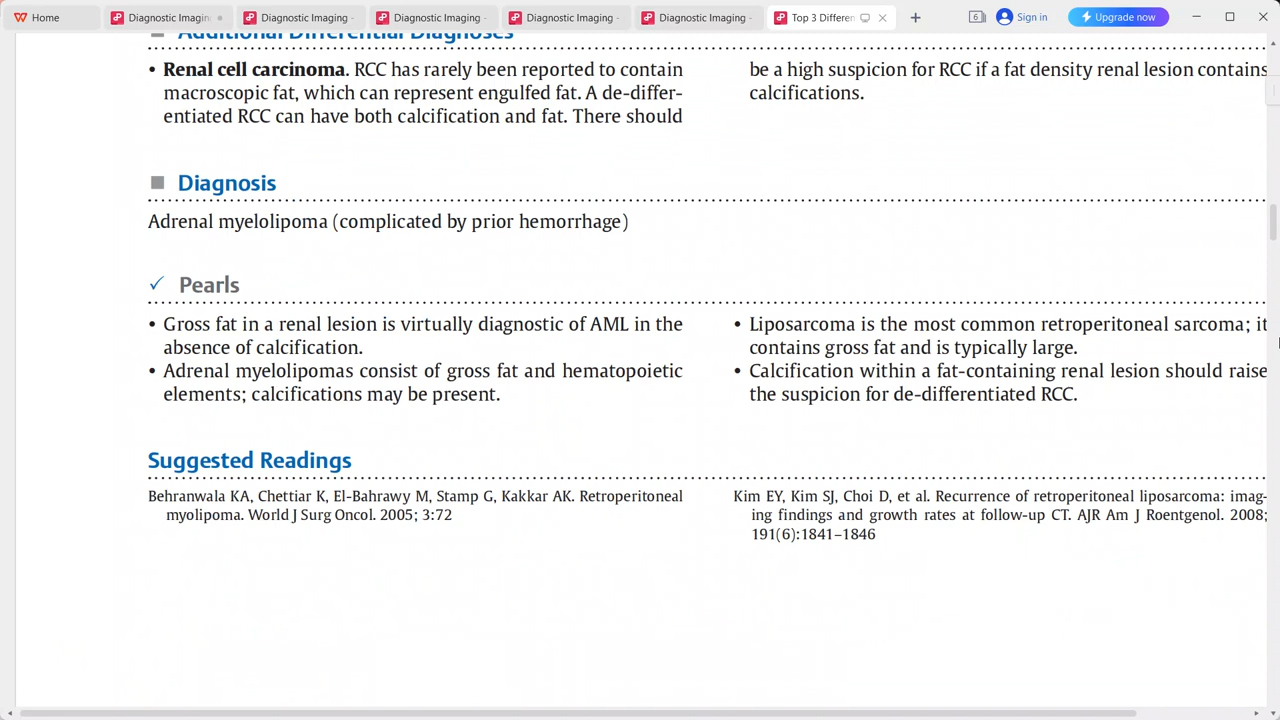 Home
Diagnostic Imaging
Diagnostic Imaging -
Diagnostic Imaging -
Diagnostic Imaging -
Diagnostic Imaging -
Top 3 Differen
6
Sign in
Upgrade now
Additional Differential Diagnoses
• Renal cell carcinoma. RCC has rarely been reported to contain
macroscopic fat, which can represent engulfed fat. A de-differ-
entiated RCC can have both calcification and fat. There should
be a high suspicion for RCC if a fat density renal lesion contains
calcifications.
Diagnosis
Adrenal myelolipoma (complicated by prior hemorrhage)
✓ Pearls
• Gross fat in a renal lesion is virtually diagnostic of AML in the
absence of calcification.
• Adrenal myelolipomas consist of gross fat and hematopoietic
elements; calcifications may be present.
• Liposarcoma is the most common retroperitoneal sarcoma; it
contains gross fat and is typically large.
• Calcification within a fat-containing renal lesion should raise
the suspicion for de-differentiated RCC.
Suggested Readings
Behranwala KA, Chettiar K, El-Bahrawy M, Stamp G, Kakkar AK. Retroperitoneal
myolipoma. World J Surg Oncol. 2005; 3:72
Kim EY, Kim SJ, Choi D, et al. Recurrence of retroperitoneal liposarcoma: imag-
ing findings and growth rates at follow-up CT. AJR Am J Roentgenol. 2008;
191(6):1841–1846